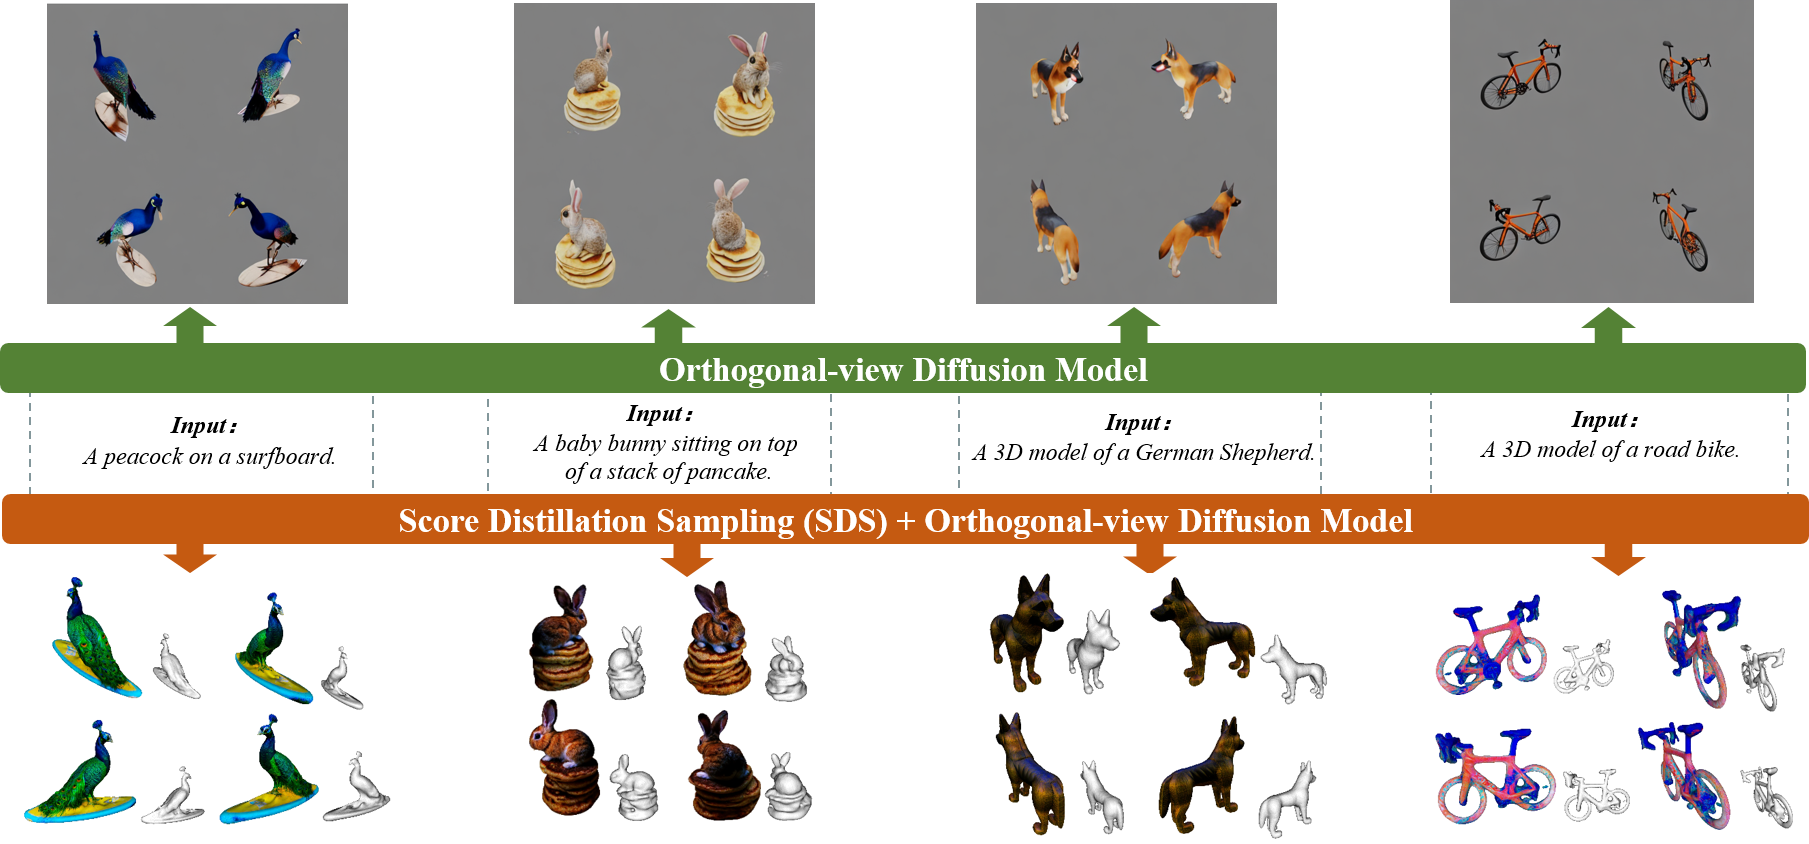 Orthogonal-view Diffusion Model
Input：
A peacock on a surfboard.
Input：
A baby bunny sitting on top
of a stack of pancake.
Input：
A 3D model of a German Shepherd.
Input：
A 3D model of a road bike.
Score Distillation Sampling (SDS) + Orthogonal-view Diffusion Model